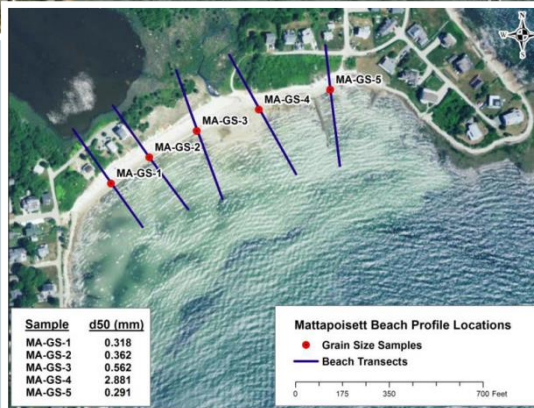 N
W E
S
MA-GS-5
MA-GS-4
MA-GS-3
MA-GS-2
MA-GS-1
Sample d50 (mm)
MA-GS-1 0.318
MA-GS-2 0.362
MA-GS-3 0.562
MA-GS-4 2.881
MA-GS-5 0.291
Mattapoisett Beach Profile Locations
Grain Size Samples
Beach Transects
0 175 350 700 Feet